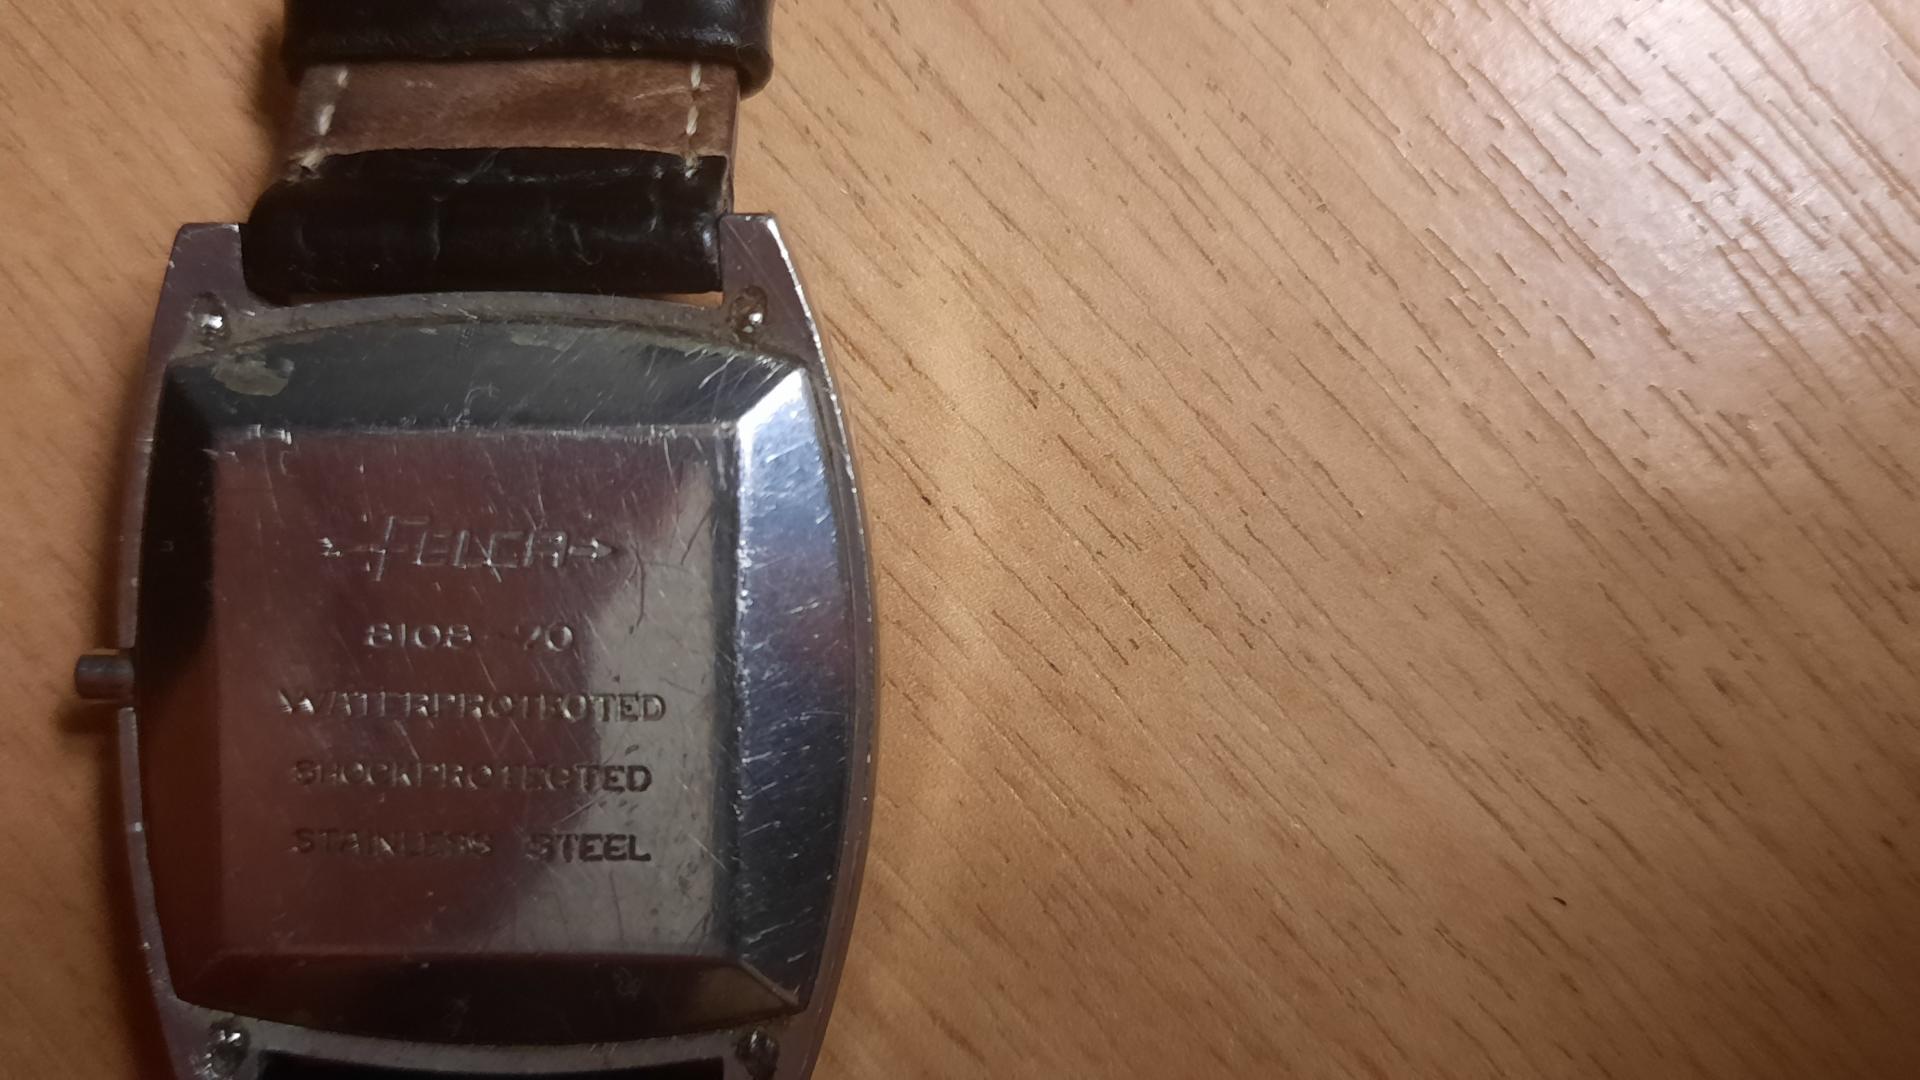 FELCA
8108 70
WATERPROTECTED
SHOCKPROTECTED
STAINLESS STEEL